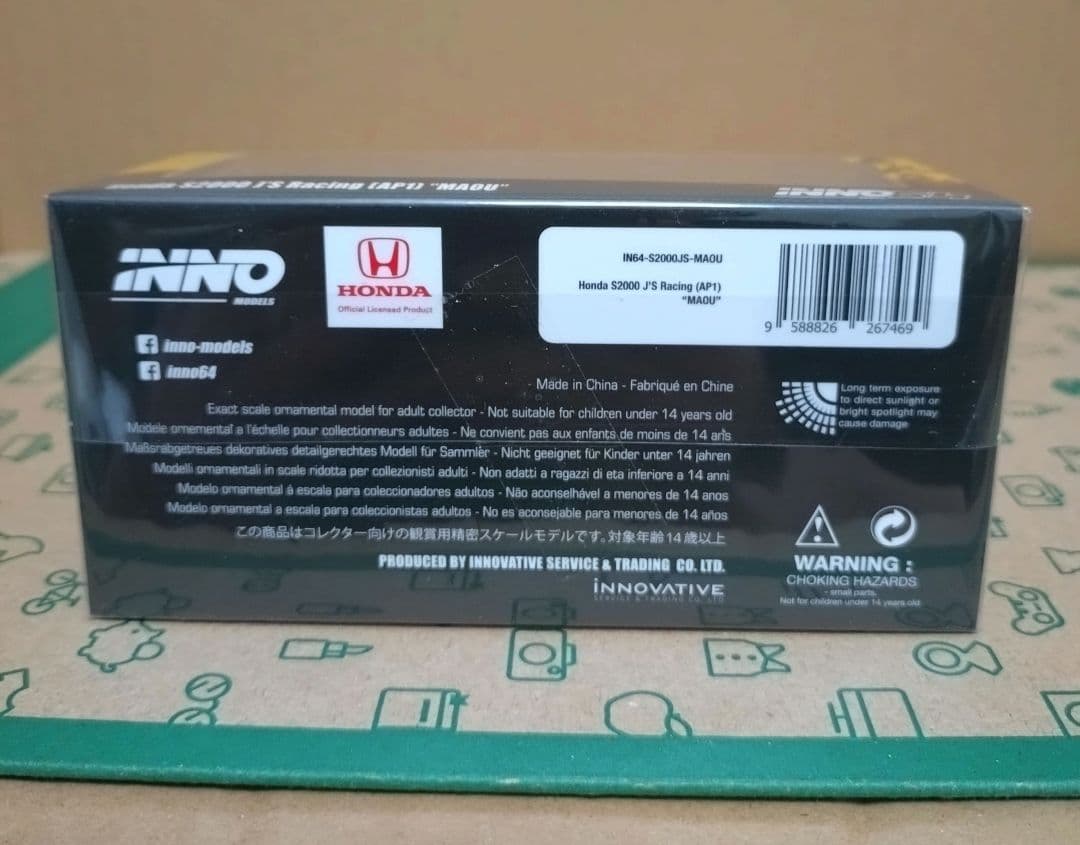 Honda S2000 J'S Racing (AP1) "MAOU"
INNO
INNO
MODELS
HONDA
Official Licensed Product
IN64-S2000JS-MAOU
Honda S2000 J'S Racing (AP1)
"MAOU"
9 588826 267469
inno-models
inno64
Made in China - Fabriqué en Chine
Exact scale ornamental model for adult collector - Not suitable for children under 14 years old
Modele ornemental a l'échelle pour collectionneurs adultes - Ne convient pas aux enfants de moins de 14 ans
Maßsrabgetreues dekoratives detailgerechtes Modell für Sammler - Nicht geeignet für Kinder unter 14 jahren
Modelli ornamentali in scale ridotta per collezionisti adulti - Non adatti a ragazzi di eta inferiore a 14 anni
Modelo ornamental á escala para coleccionadores adultos - Não aconselhável a menores de 14 anos
Modelo ornamental a escala para coleccionistas adultos - No es aconsejable para menores de 14 años
この商品はコレクター向けの観賞用精密スケールモデルです。対象年齢14歳以上
PRODUCED BY INNOVATIVE SERVICE & TRADING CO. LTD.
INNOVATIVE
SERVICE & TRADING CO. LTD
Long term exposure
to direct sunlight or
bright spotlight may
cause damage
WARNING :
CHOKING HAZARDS
- small parts.
Not for children under 14 years old